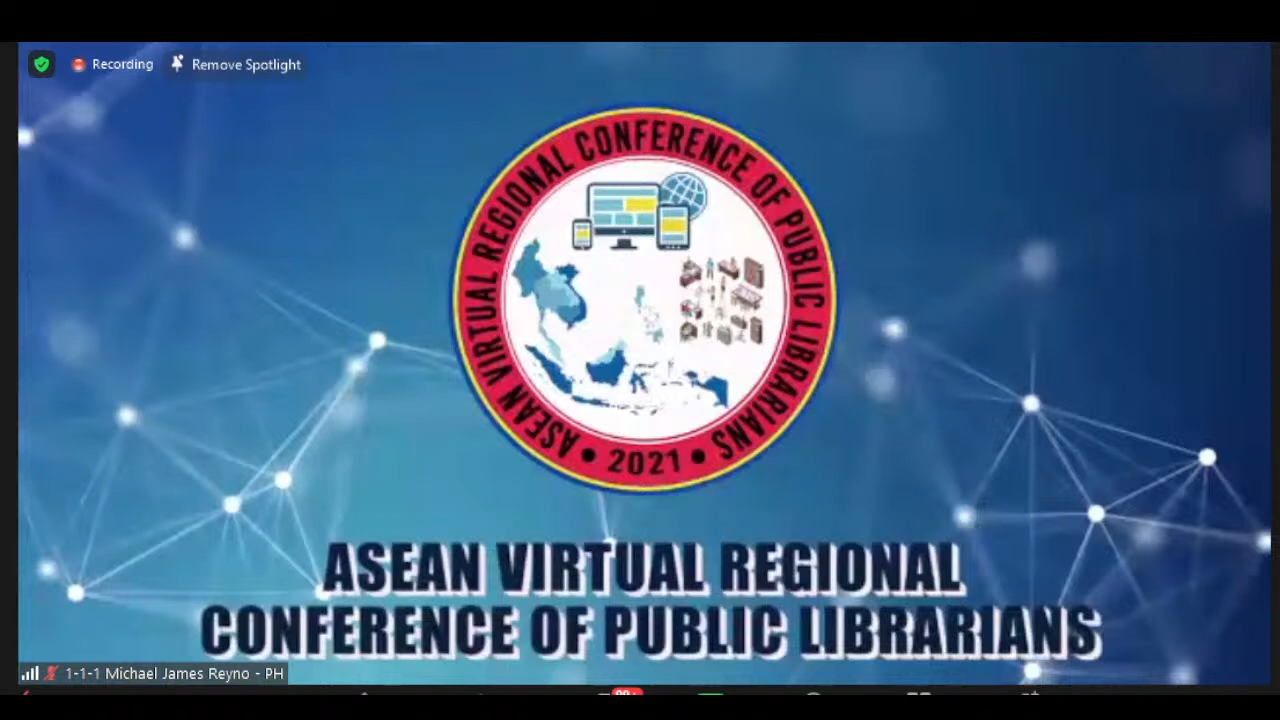 Recording
Remove Spotlight
ASEAN VIRTUAL REGIONAL CONFERENCE OF PUBLIC LIBRARIANS
• 2021 •
ASEAN VIRTUAL REGIONAL
CONFERENCE OF PUBLIC LIBRARIANS
1-1-1 Michael James Reyno - PH